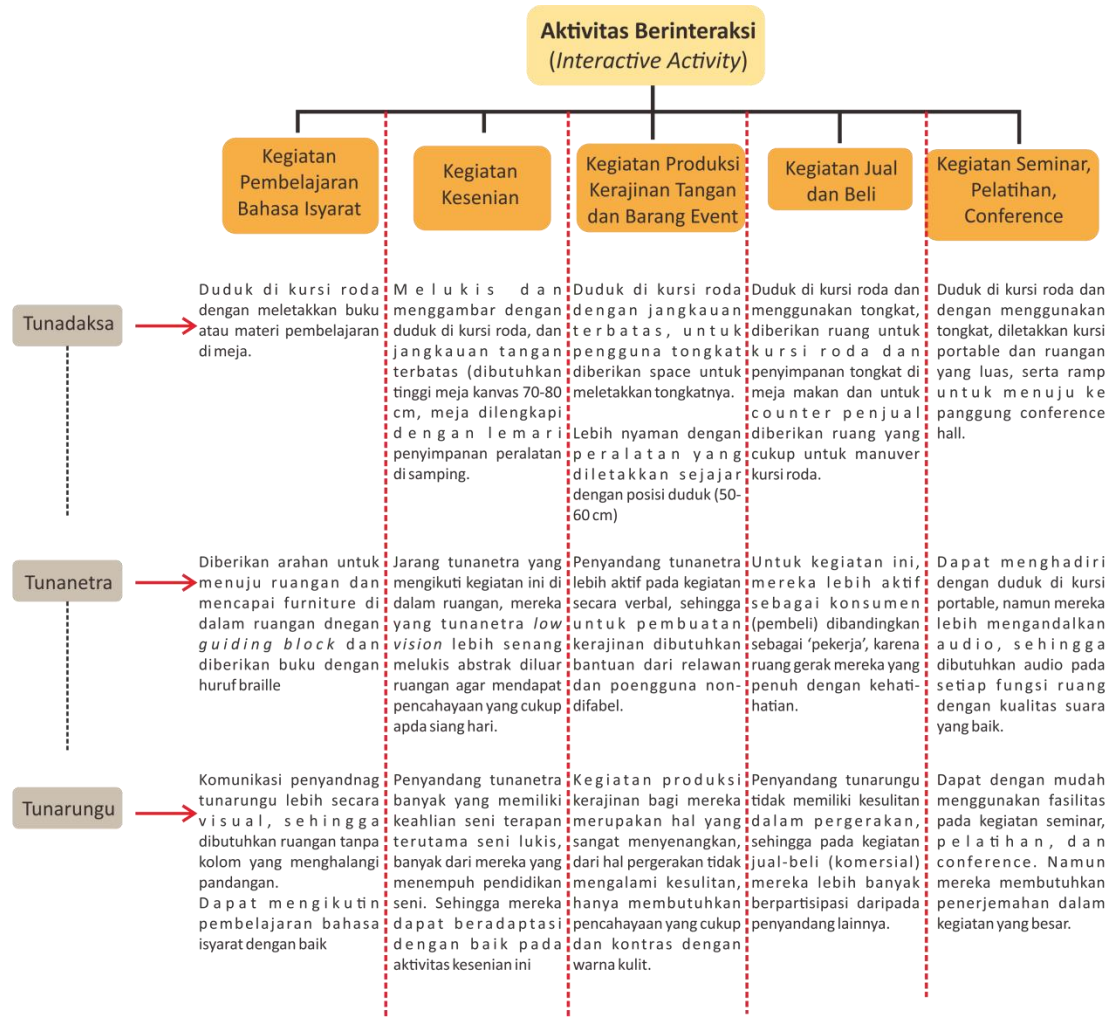 Aktivitas Berinteraksi
(Interactive Activity)
Kegiatan
Pembelajaran
Bahasa Isyarat
Kegiatan
Kesenian
Kegiatan Produksi
Kerajinan Tangan
dan Barang Event
Kegiatan Jual
dan Beli
Kegiatan Seminar,
Pelatihan,
Conference
Tunadaksa
Duduk di kursi roda
dengan meletakkan buku
atau materi pembelajaran
di meja.
Melukis dan
menggambar dengan
duduk di kursi roda, dan
jangkauan tangan
terbatas (dibutuhkan
tinggi meja kanvas 70-80
cm, meja dilengkapi
dengan lemari
penyimpanan peralatan
di samping.
Duduk di kursi roda
dengan jangkauan
terbatas, untuk
pengguna tongkat
diberikan space untuk
meletakkan tongkatnya.
Lebih nyaman dengan
peralatan yang
diletakkan sejajar
dengan posisi duduk (50-
60 cm)
Duduk di kursi roda dan
menggunakan tongkat,
diberikan ruang untuk
kursi roda dan
penyimpanan tongkat di
meja makan dan untuk
counter penjual
diberikan ruang yang
cukup untuk manuver
kursi roda.
Duduk di kursi roda dan
dengan menggunakan
tongkat, diletakkan kursi
portable dan ruangan
yang luas, serta ramp
untuk menuju ke
panggung conference
hall.
Tunanetra
Diberikan arahan untuk
menuju ruangan dan
mencapai furniture di
dalam ruangan dnegan
guiding block dan
diberikan buku dengan
huruf braille
Jarang tunanetra yang
mengikuti kegiatan ini di
dalam ruangan, mereka
yang tunanetra low
vision lebih senang
melukis abstrak diluar
ruangan agar mendapat
pencahayaan yang cukup
apda siang hari.
Penyandang tunanetra
lebih aktif pada kegiatan
secara verbal, sehingga
untuk pembuatan
kerajinan dibutuhkan
bantuan dari relawan
dan poengguna non-
difabel.
Untuk kegiatan ini,
mereka lebih aktif
sebagai konsumen
(pembeli) dibandingkan
sebagai ‘pekerja’, karena
ruang gerak mereka yang
penuh dengan kehati-
hatian.
Dapat menghadiri
dengan duduk di kursi
portable, namun mereka
lebih mengandalkan
audio, sehingga
dibutuhkan audio pada
setiap fungsi ruang
dengan kualitas suara
yang baik.
Tunarungu
Komunikasi penyandnag
tunarungu lebih secara
visual, sehingga
dibutuhkan ruangan tanpa
kolom yang menghalangi
pandangan.
Dapat mengikutin
pembelajaran bahasa
isyarat dengan baik
Penyandang tunanetra
banyak yang memiliki
keahlian seni terapan
terutama seni lukis,
banyak dari mereka yang
menempuh pendidikan
seni. Sehingga mereka
dapat beradaptasi
dengan baik pada
aktivitas kesenian ini
Kegiatan produksi
kerajinan bagi mereka
merupakan hal yang
sangat menyenangkan,
dari hal pergerakan tidak
mengalami kesulitan,
hanya membutuhkan
pencahayaan yang cukup
dan kontras dengan
warna kulit.
Penyandang tunarungu
tidak memiliki kesulitan
dalam pergerakan,
sehingga pada kegiatan
jual-beli (komersial)
mereka lebih banyak
berpartisipasi daripada
penyandang lainnya.
Dapat dengan mudah
menggunakan fasilitas
pada kegiatan seminar,
pelatihan, dan
conference. Namun
mereka membutuhkan
penerjemahan dalam
kegiatan yang besar.